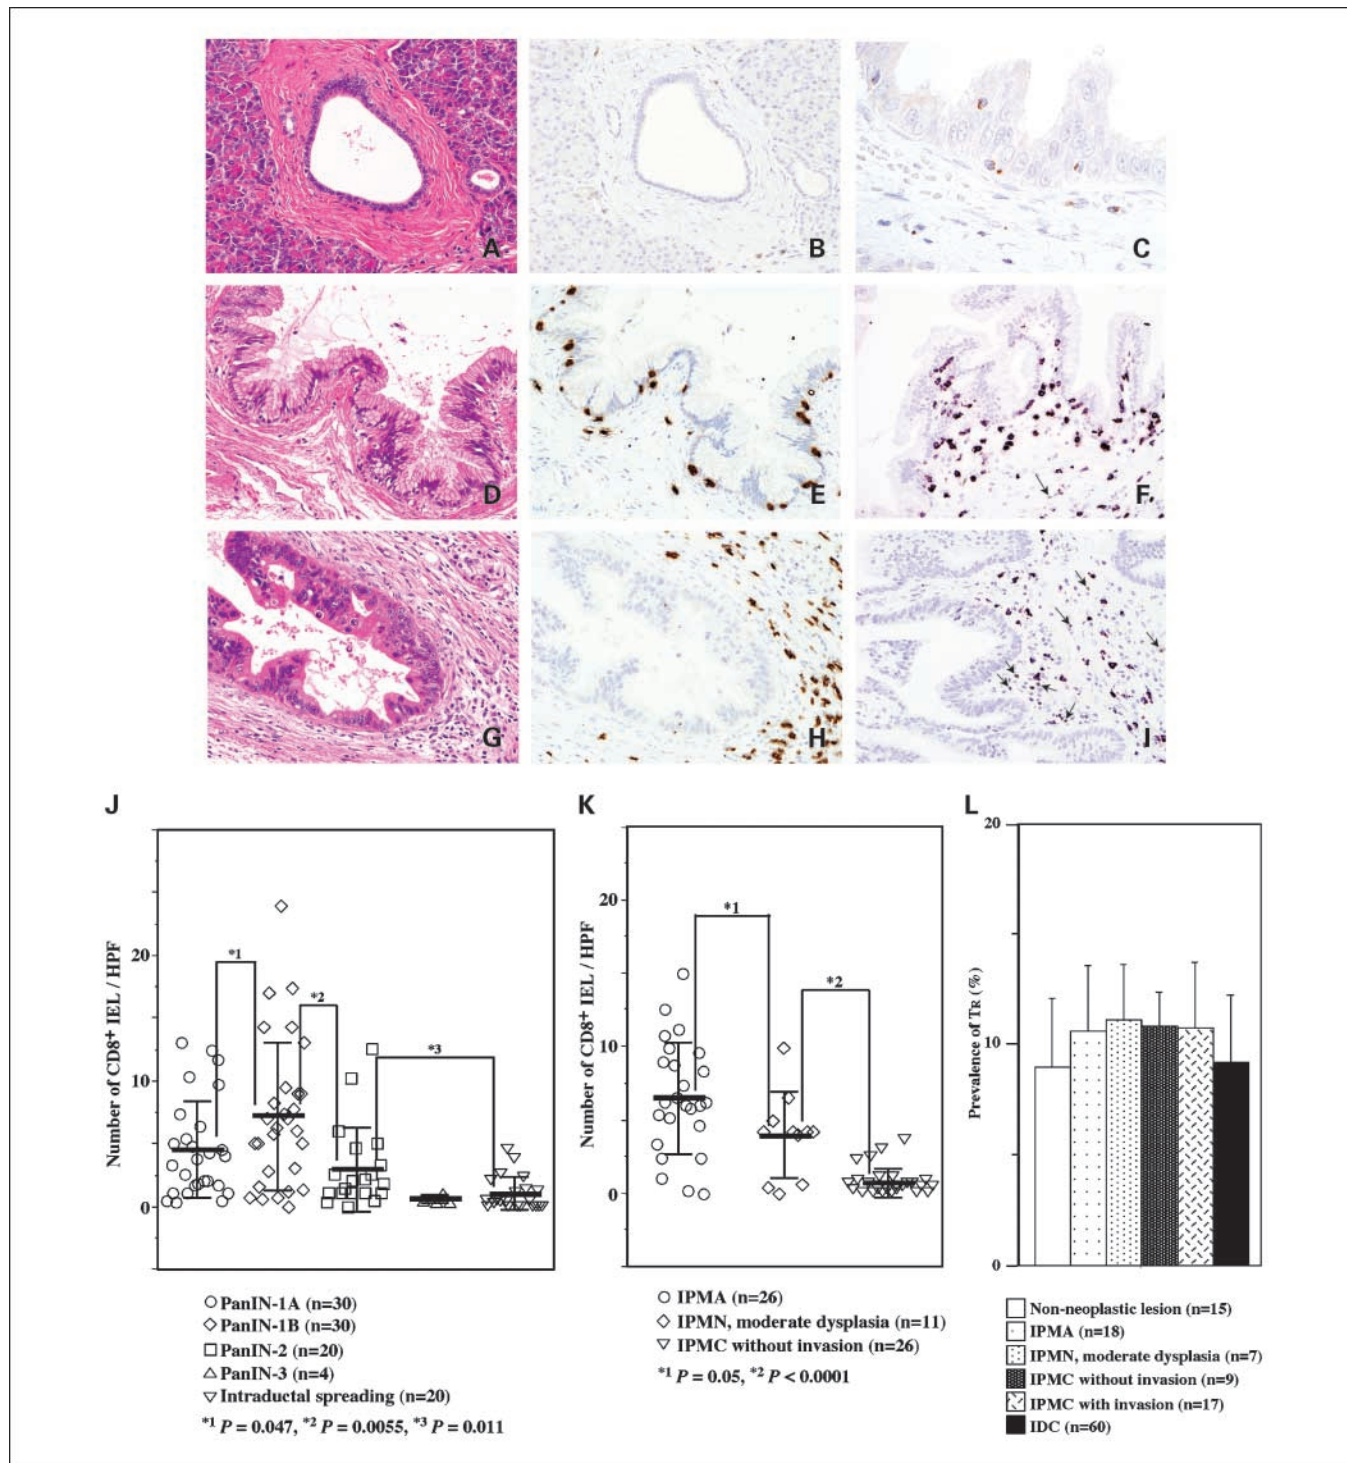 A
B
C
D
E
F
G
H
I
J
K
L
Number of CD8⁺ IEL / HPF
20
10
0
*1
*2
*3
○ PanIN-1A (n=30)
◇ PanIN-1B (n=30)
□ PanIN-2 (n=20)
△ PanIN-3 (n=4)
▽ Intraductal spreading (n=20)
*1 P = 0.047, *2 P = 0.0055, *3 P = 0.011
Number of CD8⁺ IEL / HPF
20
10
0
*1
*2
○ IPMA (n=26)
◇ IPMN, moderate dysplasia (n=11)
▽ IPMC without invasion (n=26)
*1 P = 0.05, *2 P < 0.0001
Prevalence of TR (%)
20
10
0
Non-neoplastic lesion (n=15)
IPMA (n=18)
IPMN, moderate dysplasia (n=7)
IPMC without invasion (n=9)
IPMC with invasion (n=17)
IDC (n=60)